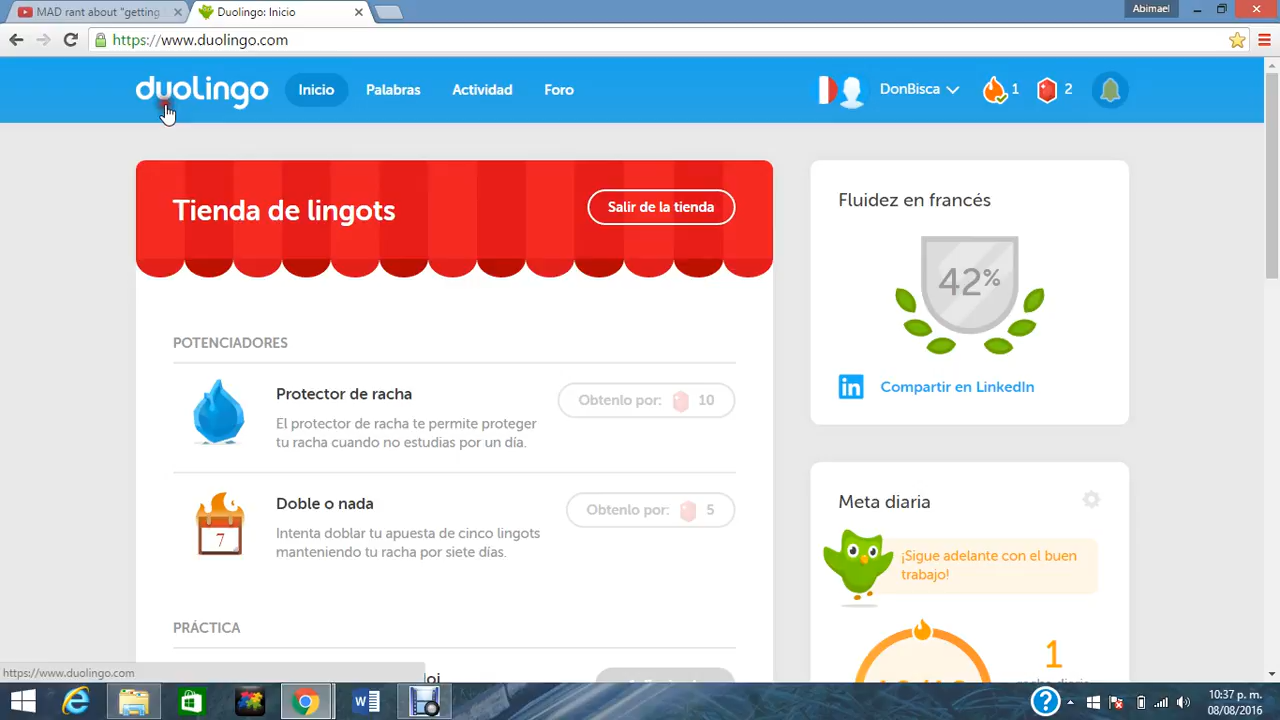 MAD rant about "getting
Duolingo: Inicio
Abimael
https://www.duolingo.com
duolingo
Inicio
Palabras
Actividad
Foro
DonBisca
1
2
Tienda de lingots
Salir de la tienda
POTENCIADORES
Protector de racha
El protector de racha te permite proteger
tu racha cuando no estudias por un día.
Obtenlo por: 10
7
Doble o nada
Intenta doblar tu apuesta de cinco lingots
manteniendo tu racha por siete días.
Obtenlo por: 5
PRÁCTICA
Fluidez en francés
42%
in
Compartir en LinkedIn
Meta diaria
¡Sigue adelante con el buen
trabajo!
1
https://www.duolingo.com
10:37 p. m.
08/08/2016